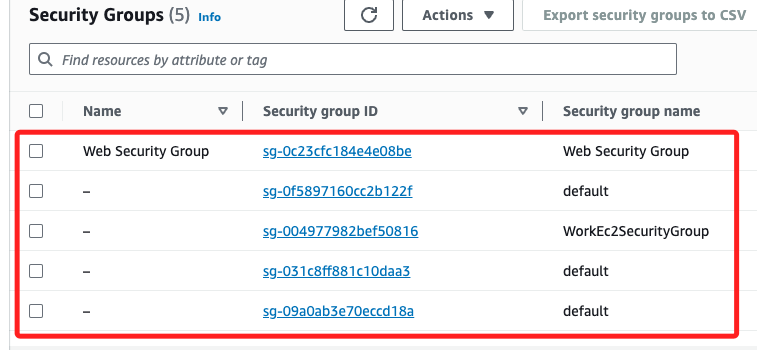 Security Groups (5) Info
Actions
Export security groups to CSV
Find resources by attribute or tag
Name Security group ID Security group name
Web Security Group sg-0c23cfc184e4e08be Web Security Group
– sg-0f5897160cc2b122f default
– sg-004977982bef50816 WorkEc2SecurityGroup
– sg-031c8ff881c10daa3 default
– sg-09a0ab3e70eccd18a default